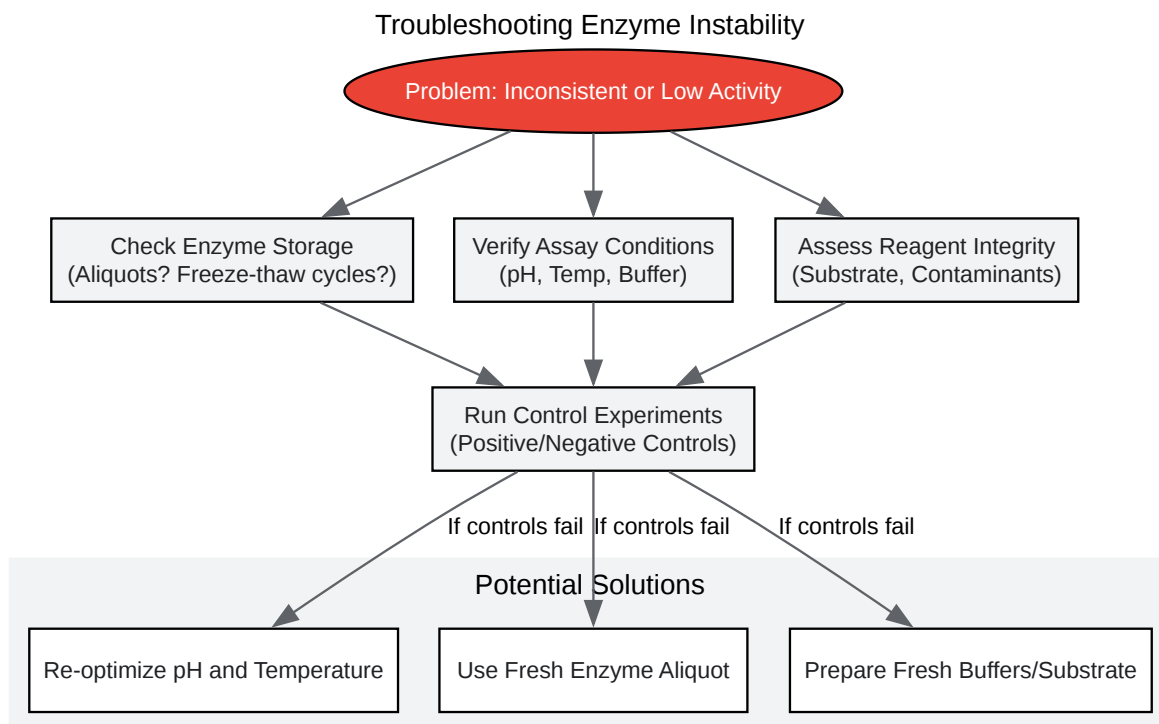 Troubleshooting Enzyme Instability
Problem: Inconsistent or Low Activity
Check Enzyme Storage
(Aliquots? Freeze-thaw cycles?)
Verify Assay Conditions
(pH, Temp, Buffer)
Assess Reagent Integrity
(Substrate, Contaminants)
Run Control Experiments
(Positive/Negative Controls)
If controls fail
If controls fail
If controls fail
Potential Solutions
Re-optimize pH and Temperature
Use Fresh Enzyme Aliquot
Prepare Fresh Buffers/Substrate